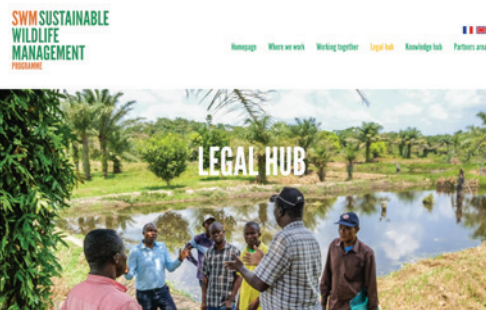 SWM SUSTAINABLE
WILDLIFE
MANAGEMENT
PROGRAMME
Homepage Where we work Working together Legal hub Knowledge hub Partners area
LEGAL HUB